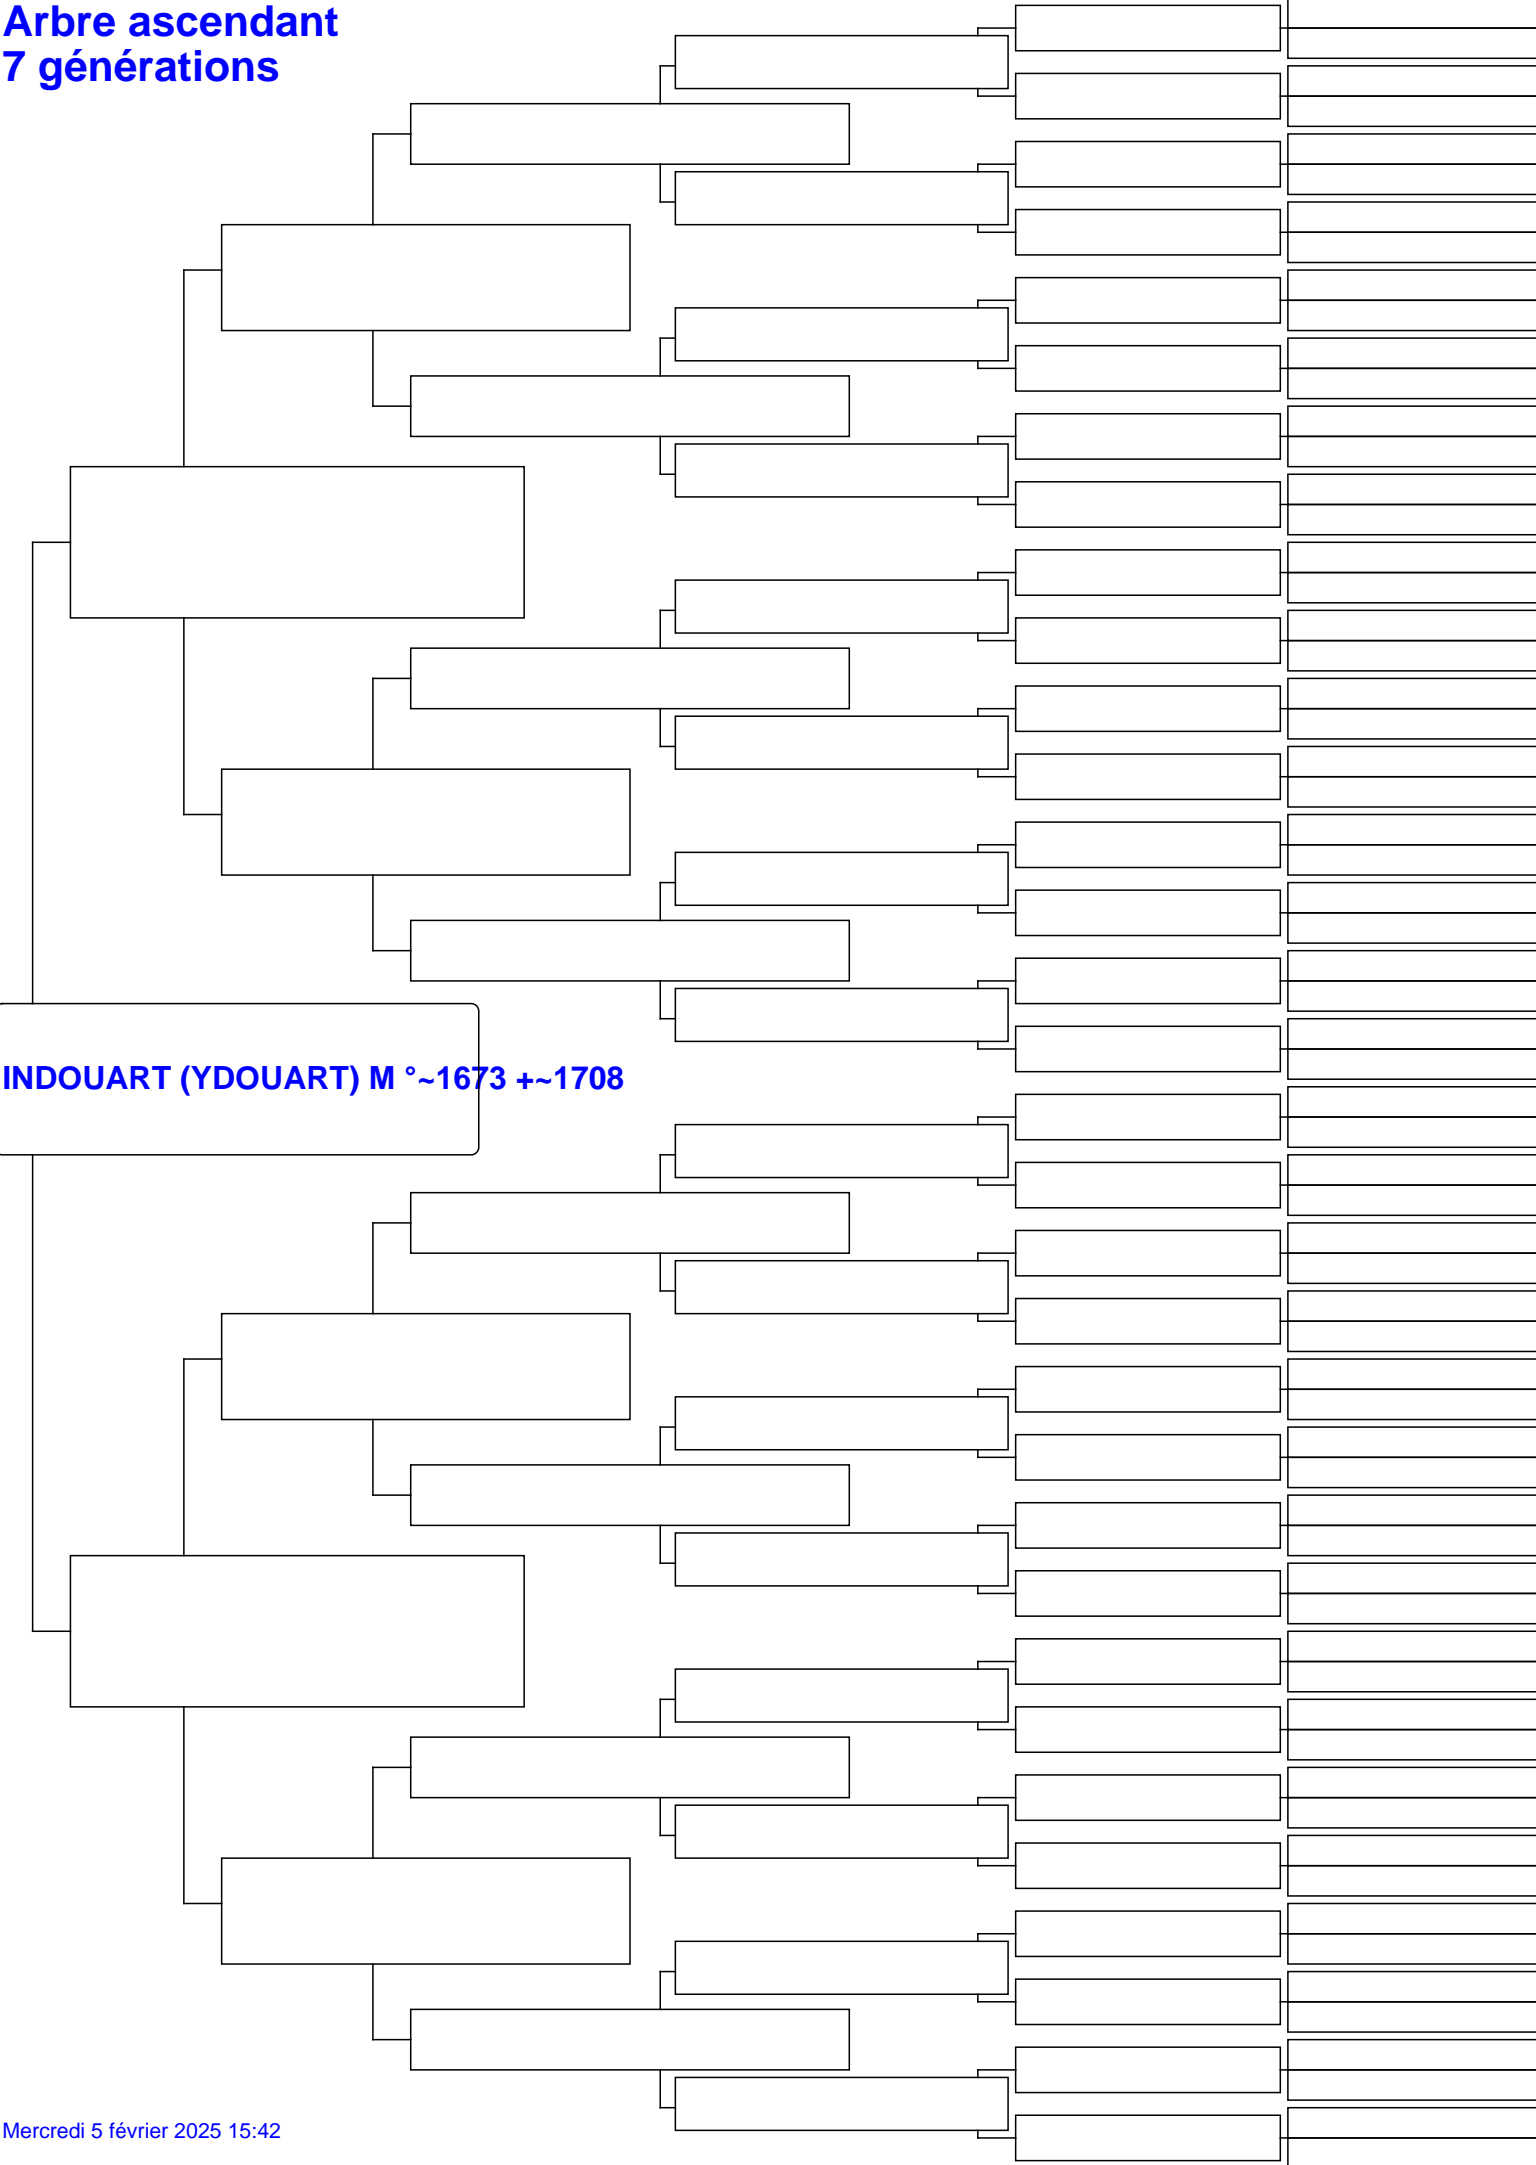 Arbre ascendant
7 générations
INDOUART (YDOUART) M °~1673 +~1708
Mercredi 5 février 2025 15:42